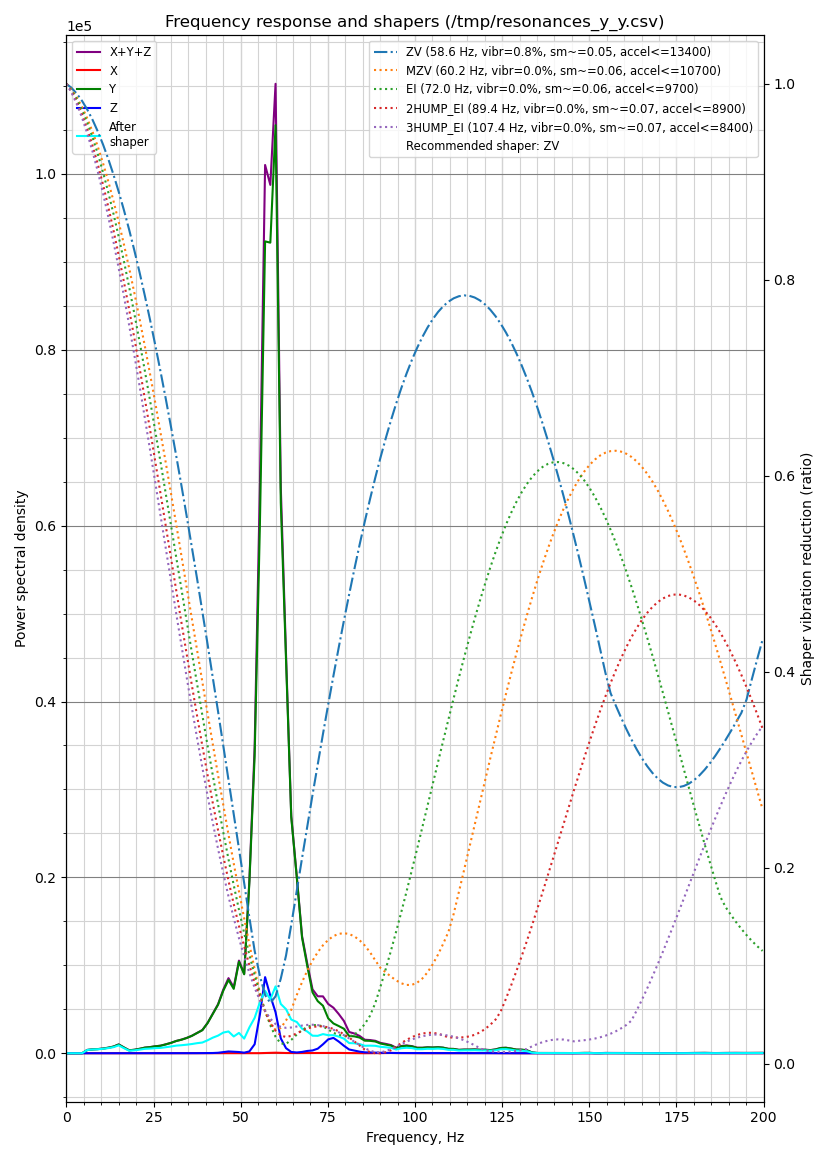 Frequency response and shapers (/tmp/resonances_y_y.csv)
1e5
X+Y+Z
X
Y
Z
After
shaper
ZV (58.6 Hz, vibr=0.8%, sm~=0.05, accel<=13400)
MZV (60.2 Hz, vibr=0.0%, sm~=0.06, accel<=10700)
EI (72.0 Hz, vibr=0.0%, sm~=0.06, accel<=9700)
2HUMP_EI (89.4 Hz, vibr=0.0%, sm~=0.07, accel<=8900)
3HUMP_EI (107.4 Hz, vibr=0.0%, sm~=0.07, accel<=8400)
Recommended shaper: ZV
1.0
0.8
0.6
0.4
0.2
0.0
Power spectral density
1.0
0.8
0.6
0.4
0.2
0.0
Shaper vibration reduction (ratio)
0 25 50 75 100 125 150 175 200
Frequency, Hz